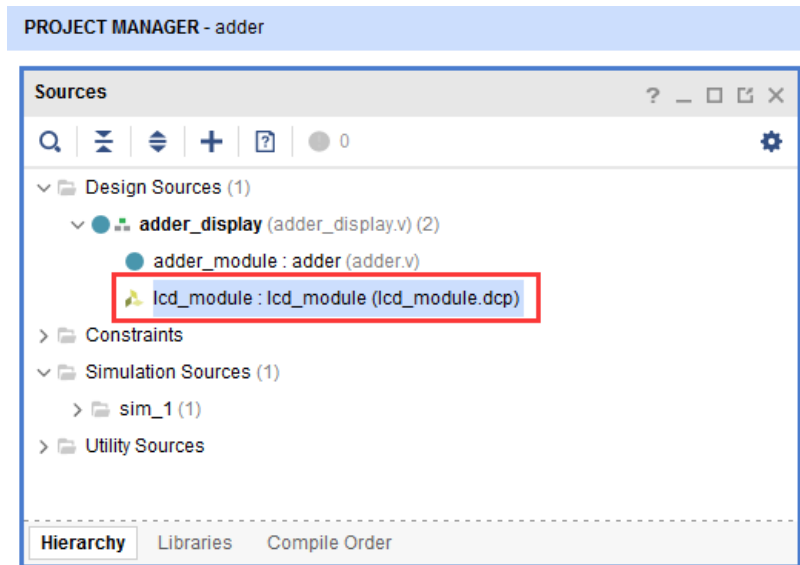 PROJECT MANAGER - adder
Sources
? _
0
Design Sources (1)
adder_display (adder_display.v) (2)
adder_module : adder (adder.v)
lcd_module : lcd_module (lcd_module.dcp)
Constraints
Simulation Sources (1)
sim_1 (1)
Utility Sources
Hierarchy Libraries Compile Order